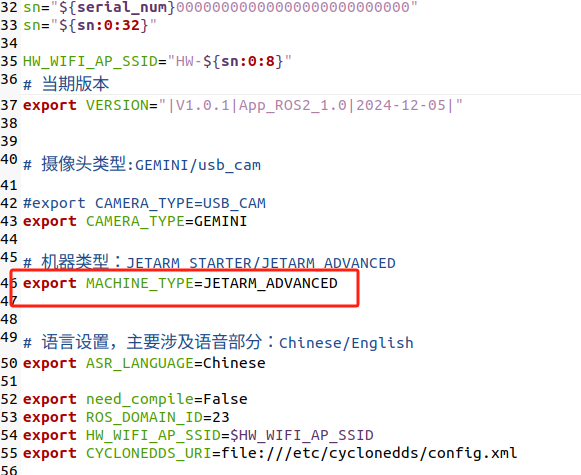 32 sn="${serial_num}00000000000000000000000000"
33 sn="${sn:0:32}"
34
35 HW_WIFI_AP_SSID="HW-${sn:0:8}"
36 # 当期版本
37 export VERSION="|V1.0.1|App_ROS2_1.0|2024-12-05|"
38
39
40 # 摄像头类型:GEMINI/usb_cam
41
42 #export CAMERA_TYPE=USB_CAM
43 export CAMERA_TYPE=GEMINI
44
45 # 机器类型：JETARM_STARTER/JETARM_ADVANCED
46 export MACHINE_TYPE=JETARM_ADVANCED
47
48
49 # 语言设置，主要涉及语音部分：Chinese/English
50 export ASR_LANGUAGE=Chinese
51
52 export need_compile=False
53 export ROS_DOMAIN_ID=23
54 export HW_WIFI_AP_SSID=$HW_WIFI_AP_SSID
55 export CYCLONEDDS_URI=file:///etc/cyclonedds/config.xml
56